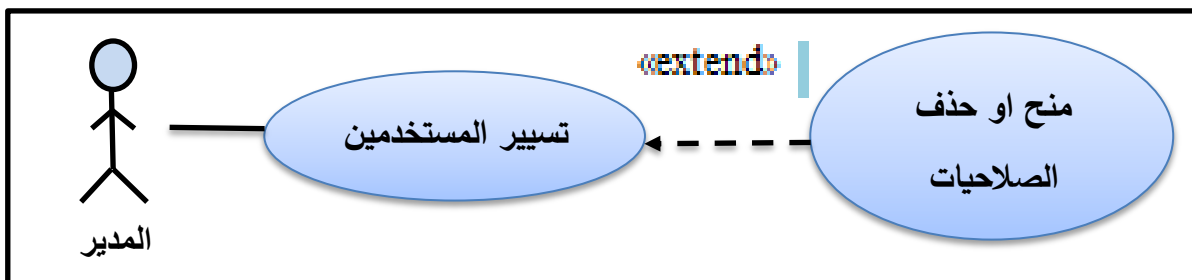 «extend»
منح او حذف
الصلاحيات
تسيير المستخدمين
المدير